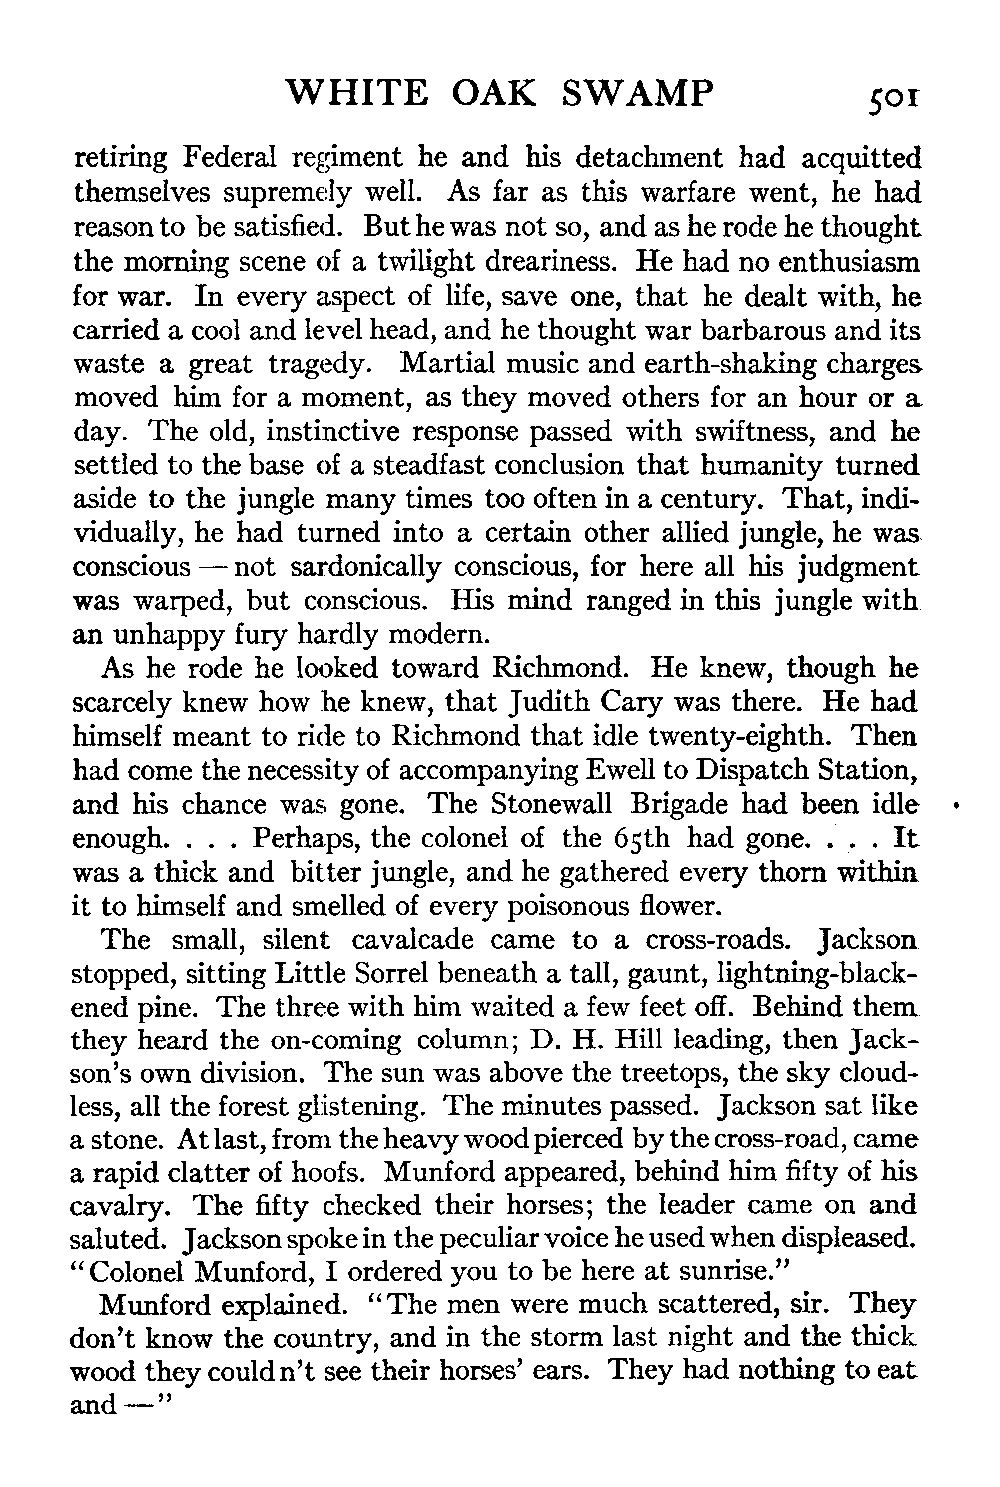 WHITE OAK SWAMP 501
retiring Federal regiment he and his detachment had acquitted
themselves supremely well. As far as this warfare went, he had
reason to be satisfied. But he was not so, and as he rode he thought
the morning scene of a twilight dreariness. He had no enthusiasm
for war. In every aspect of life, save one, that he dealt with, he
carried a cool and level head, and he thought war barbarous and its
waste a great tragedy. Martial music and earth-shaking charges
moved him for a moment, as they moved others for an hour or a
day. The old, instinctive response passed with swiftness, and he
settled to the base of a steadfast conclusion that humanity turned
aside to the jungle many times too often in a century. That, indi-
vidually, he had turned into a certain other allied jungle, he was
conscious — not sardonically conscious, for here all his judgment
was warped, but conscious. His mind ranged in this jungle with
an unhappy fury hardly modern.
As he rode he looked toward Richmond. He knew, though he
scarcely knew how he knew, that Judith Cary was there. He had
himself meant to ride to Richmond that idle twenty-eighth. Then
had come the necessity of accompanying Ewell to Dispatch Station,
and his chance was gone. The Stonewall Brigade had been idle
enough. . . . Perhaps, the colonel of the 65th had gone. . . . It
was a thick and bitter jungle, and he gathered every thorn within
it to himself and smelled of every poisonous flower.
The small, silent cavalcade came to a cross-roads. Jackson
stopped, sitting Little Sorrel beneath a tall, gaunt, lightning-black-
ened pine. The three with him waited a few feet off. Behind them
they heard the on-coming column; D. H. Hill leading, then Jack-
son's own division. The sun was above the treetops, the sky cloud-
less, all the forest glistening. The minutes passed. Jackson sat like
a stone. At last, from the heavy wood pierced by the cross-road, came
a rapid clatter of hoofs. Munford appeared, behind him fifty of his
cavalry. The fifty checked their horses; the leader came on and
saluted. Jackson spoke in the peculiar voice he used when displeased.
"Colonel Munford, I ordered you to be here at sunrise."
Munford explained. "The men were much scattered, sir. They
don't know the country, and in the storm last night and the thick
wood they couldn't see their horses' ears. They had nothing to eat
and —"